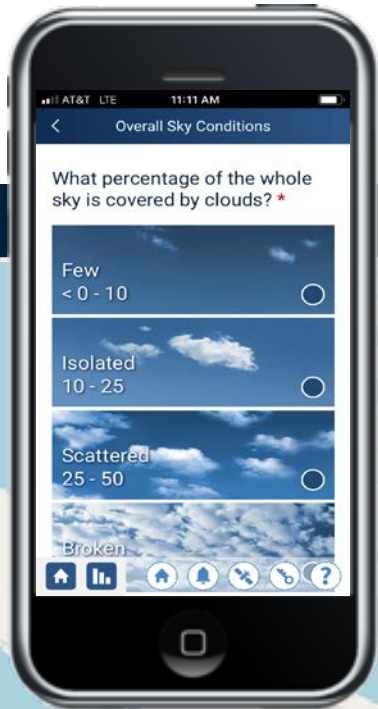 AT&T LTE 11:11 AM
Overall Sky Conditions
What percentage of the whole
sky is covered by clouds? *
Few
< 0 - 10
Isolated
10 - 25
Scattered
25 - 50
Broken
?